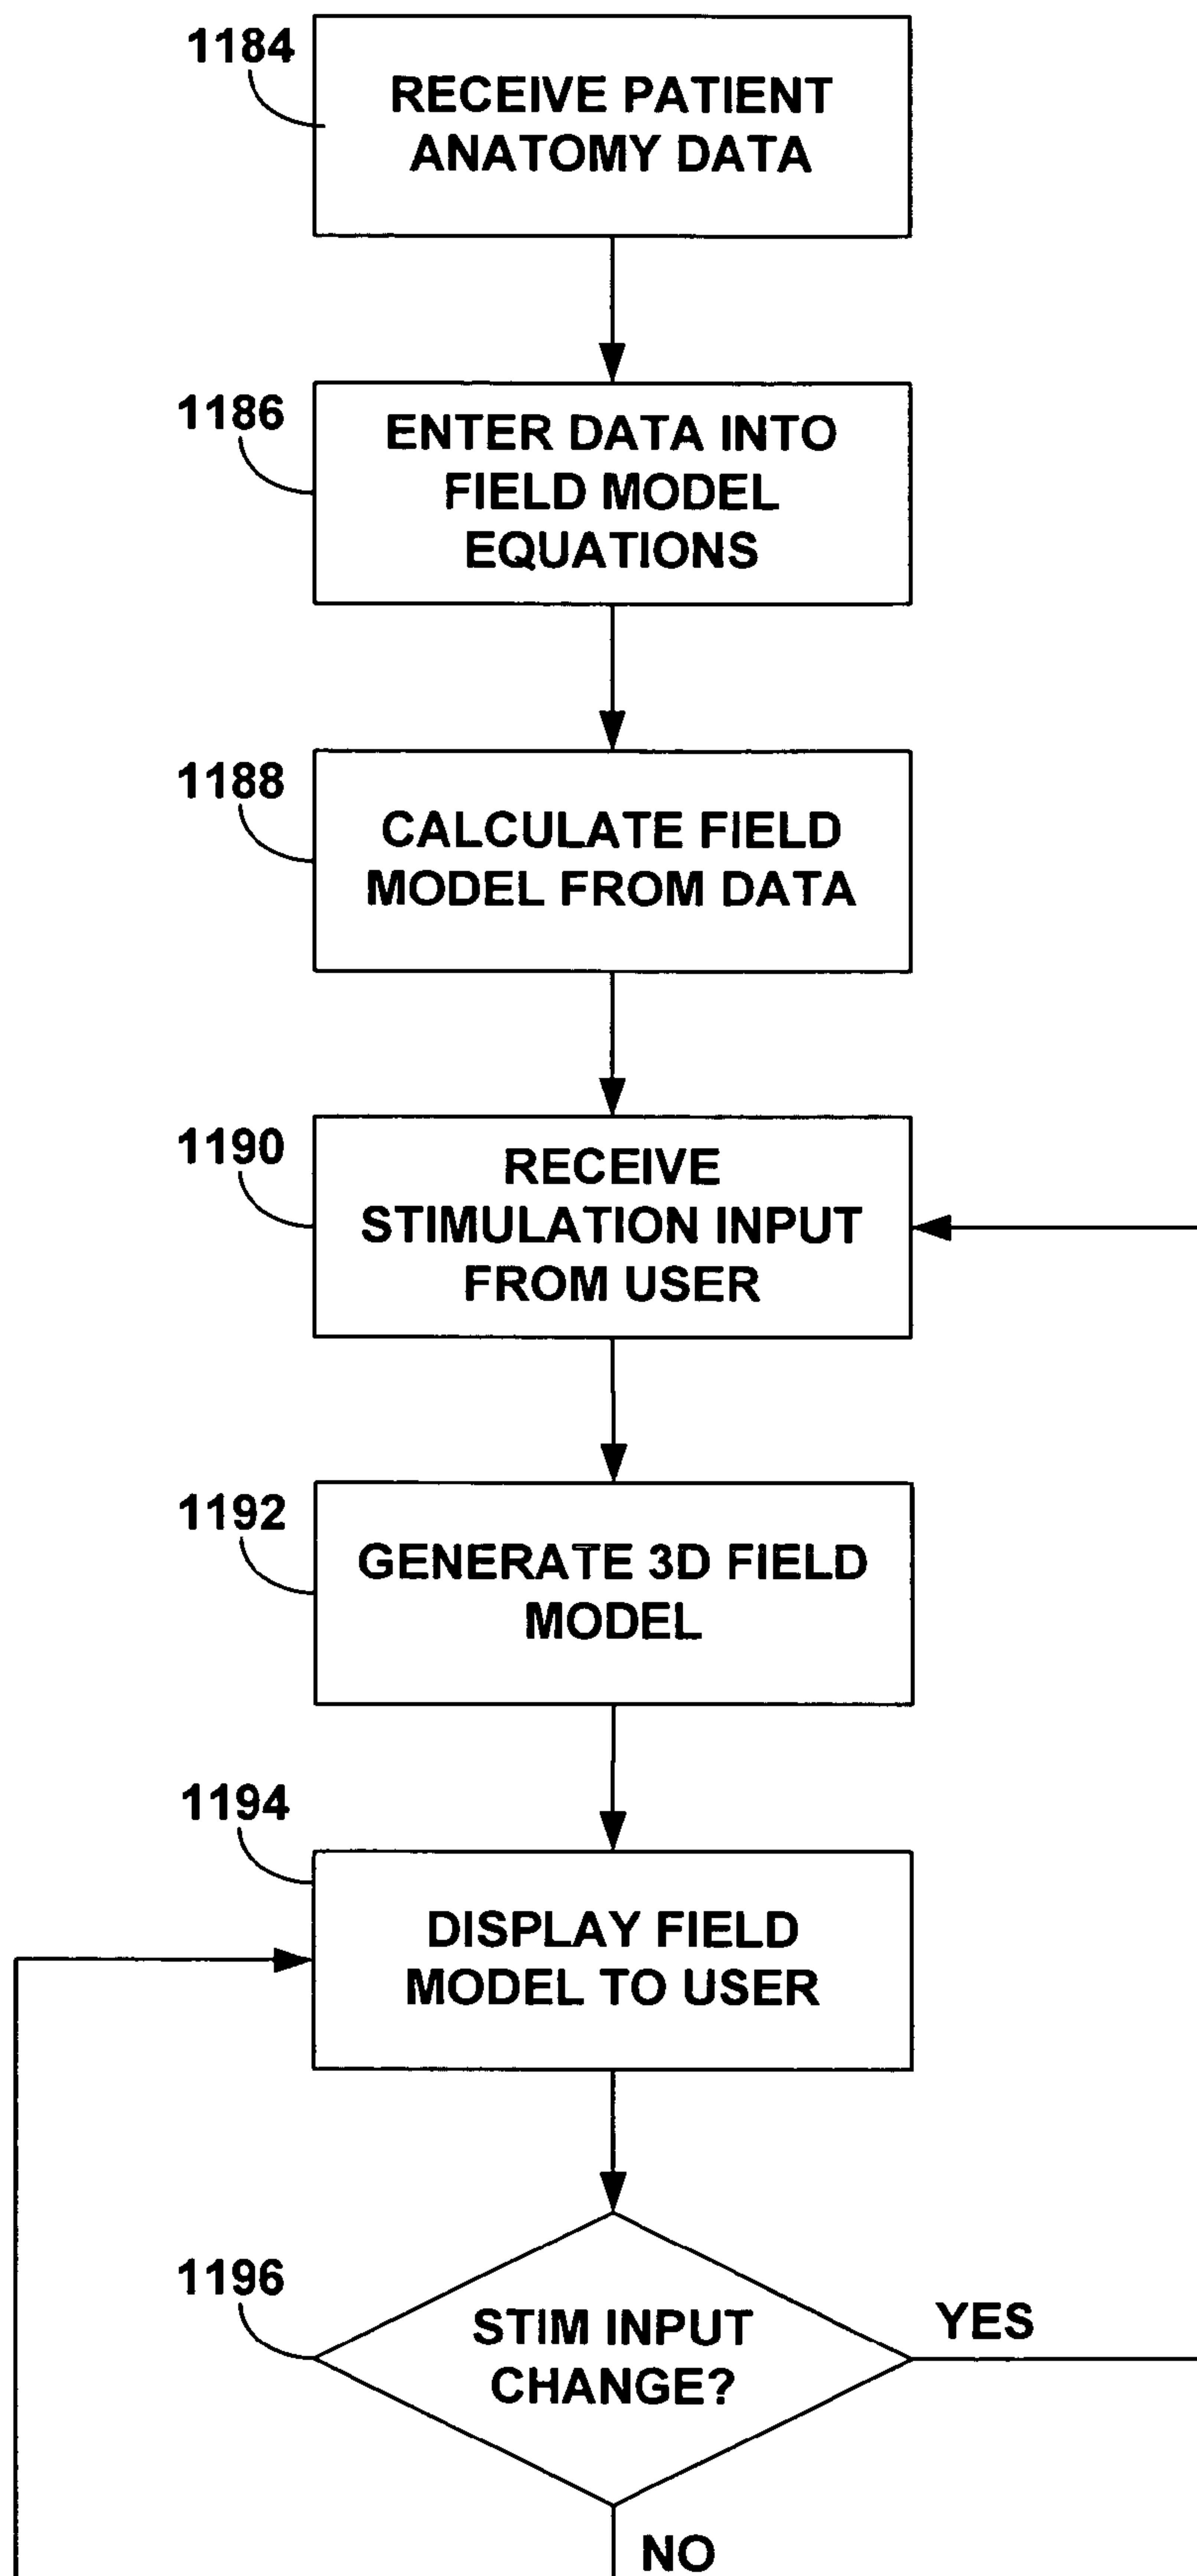 1184
RECEIVE PATIENT
ANATOMY DATA
1186
ENTER DATA INTO
FIELD MODEL
EQUATIONS
1188
CALCULATE FIELD
MODEL FROM DATA
1190
RECEIVE
STIMULATION INPUT
FROM USER
1192
GENERATE 3D FIELD
MODEL
1194
DISPLAY FIELD
MODEL TO USER
1196
STIM INPUT
CHANGE?
YES
NO